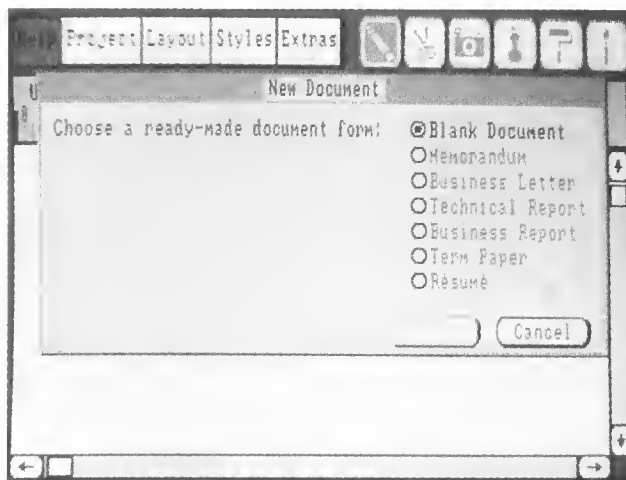 Help Project Layout Styles Extras
New Document
Choose a ready-made document form:
Blank Document
Memorandum
Business Letter
Technical Report
Business Report
Term Paper
Résumé
Cancel